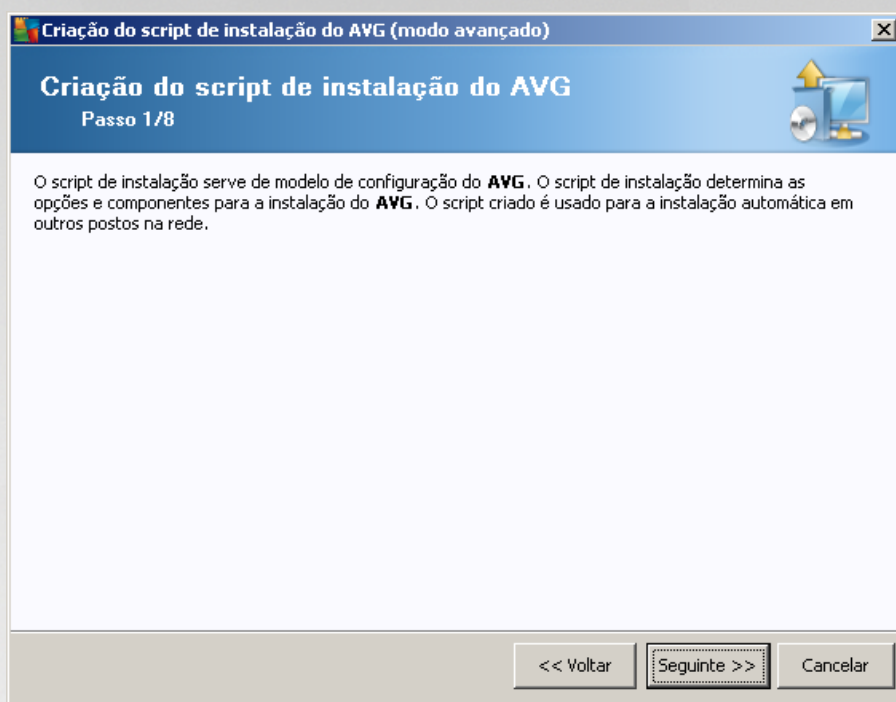 Criação do script de instalação do AVG (modo avançado)
Criação do script de instalação do AVG
Passo 1/8
O script de instalação serve de modelo de configuração do AVG. O script de instalação determina as
opções e componentes para a instalação do AVG. O script criado é usado para a instalação automática em
outros postos na rede.
<< Voltar
Seguinte >>
Cancelar